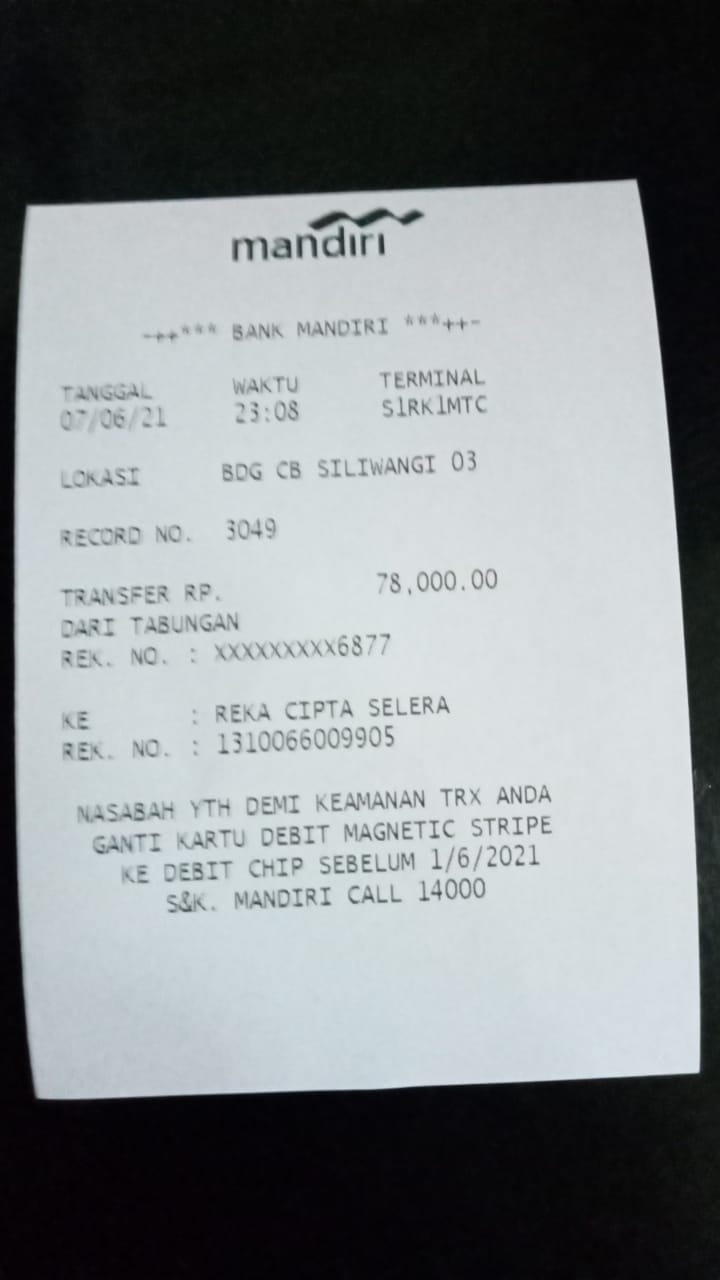 mandiri
-++*** BANK MANDIRI ***++-
TANGGAL WAKTU TERMINAL
07/06/21 23:08 S1RK1MTC
LOKASI BDG CB SILIWANGI 03
RECORD NO. 3049
TRANSFER RP. 78,000.00
DARI TABUNGAN
REK. NO. : XXXXXXXXX6877
KE : REKA CIPTA SELERA
REK. NO. : 1310066009905
NASABAH YTH DEMI KEAMANAN TRX ANDA
GANTI KARTU DEBIT MAGNETIC STRIPE
KE DEBIT CHIP SEBELUM 1/6/2021
S&K. MANDIRI CALL 14000